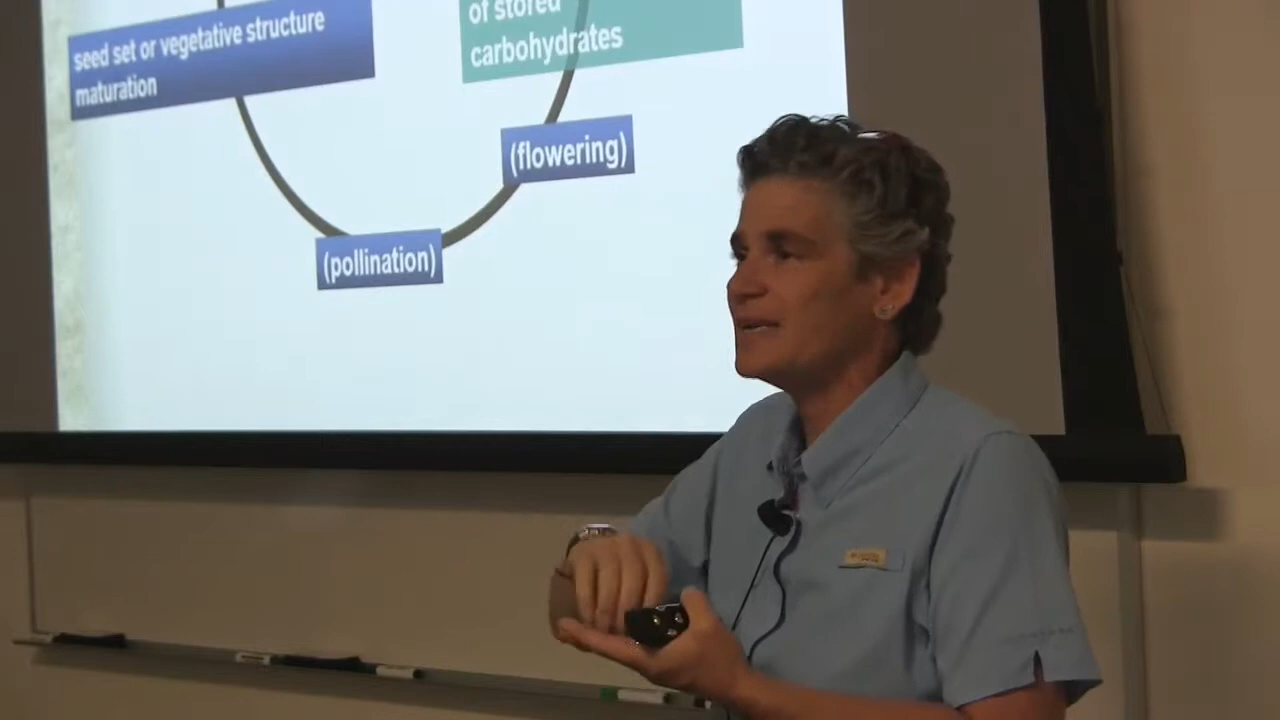 seed set or vegetative structure
maturation
of stored
carbohydrates
(flowering)
(pollination)